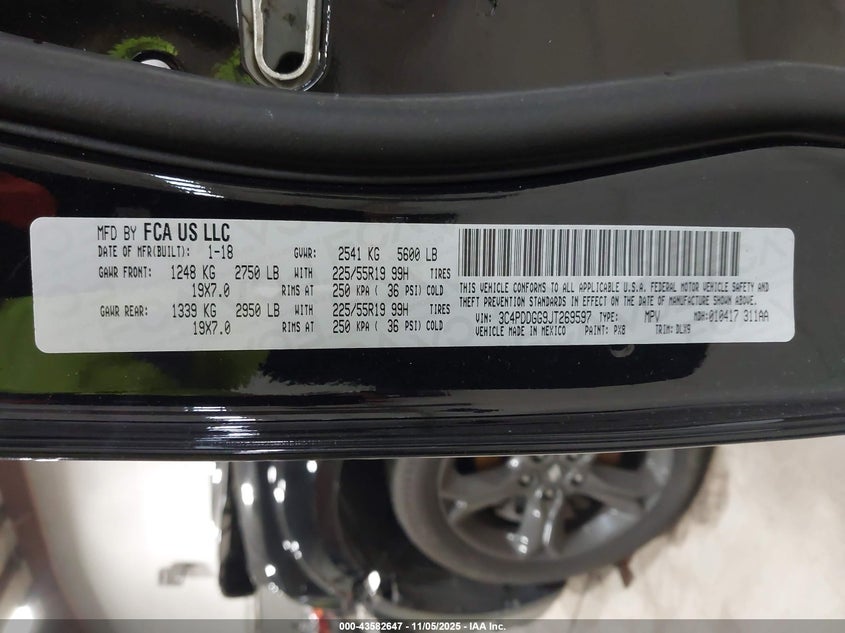 MFD BY FCA US LLC
DATE OF MFR(BUILT): 1-18 GVWR: 2541 KG 5600 LB
GAWR FRONT: 1248 KG 2750 LB WITH 225/55R19 99H TIRES
19X7.0 RIMS AT 250 KPA ( 36 PSI) COLD
GAWR REAR: 1339 KG 2950 LB WITH 225/55R19 99H TIRES
19X7.0 RIMS AT 250 KPA ( 36 PSI) COLD
THIS VEHICLE CONFORMS TO ALL APPLICABLE U.S.A. FEDERAL MOTOR VEHICLE SAFETY AND
THEFT PREVENTION STANDARDS IN EFFECT ON THE DATE OF MANUFACTURE SHOWN ABOVE.
VIN: 3C4PDDGG9JT269597 TYPE: MPV MDH: 010417 311AA
VEHICLE MADE IN MEXICO PAINT: PX8 TRIM: DLX9
000-43582647 - 11/05/2025 - IAA Inc.